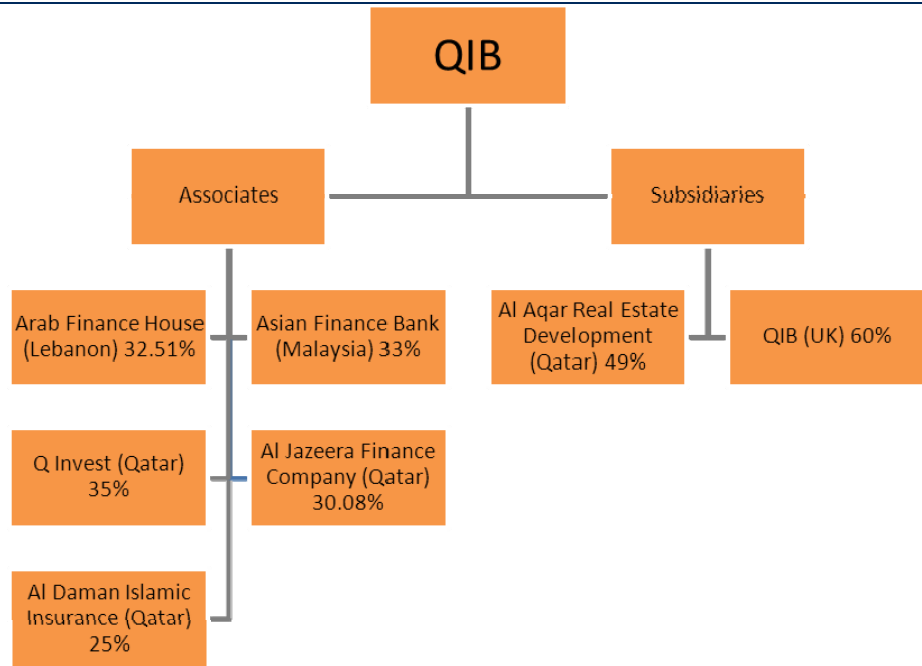 QIB
Associates
Subsidiaries
Arab Finance House
(Lebanon) 32.51%
Asian Finance Bank
(Malaysia) 33%
Al Aqar Real Estate
Development
(Qatar) 49%
QIB (UK) 60%
Q Invest (Qatar)
35%
Al Jazeera Finance
Company (Qatar)
30.08%
Al Daman Islamic
Insurance (Qatar)
25%